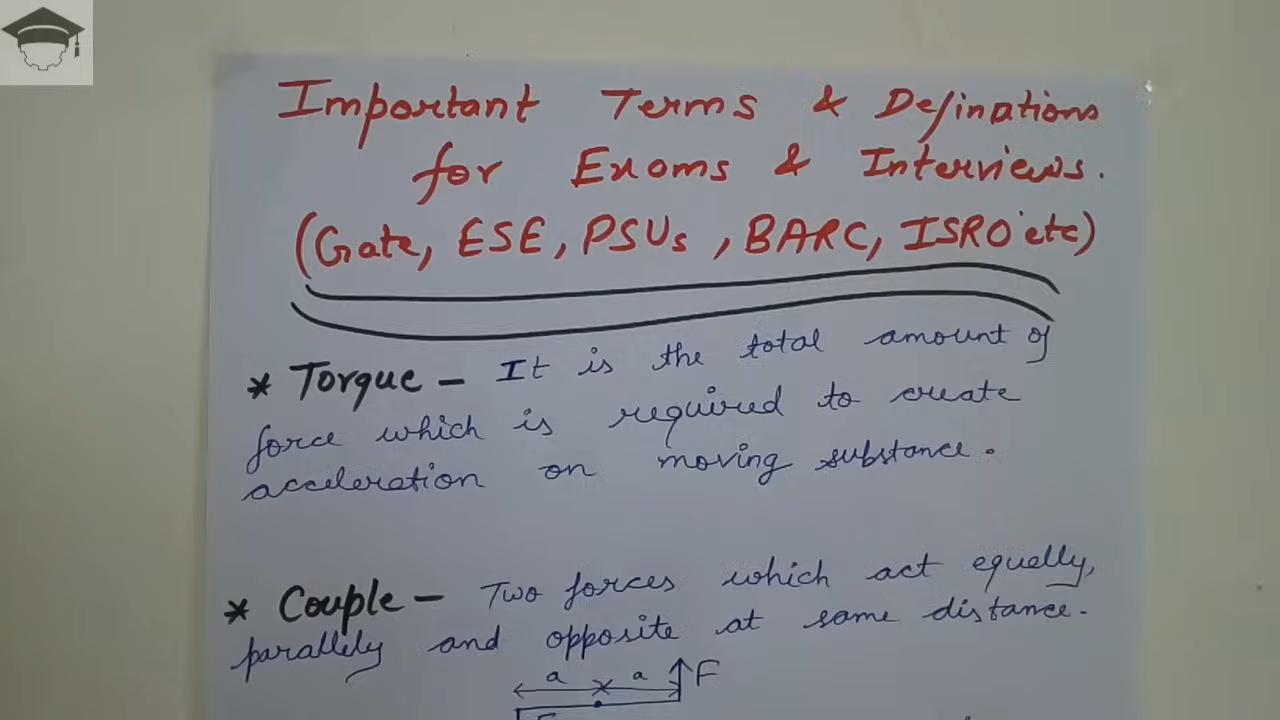 Important Terms & Definations
for Exams & Interviews.
(Gate, ESE, PSUs, BARC, ISRO etc)
* Torque - It is the total amount of
force which is required to create
acceleration on moving substance.
* Couple - Two forces which act equally,
parallely and opposite at some distance.
a a F